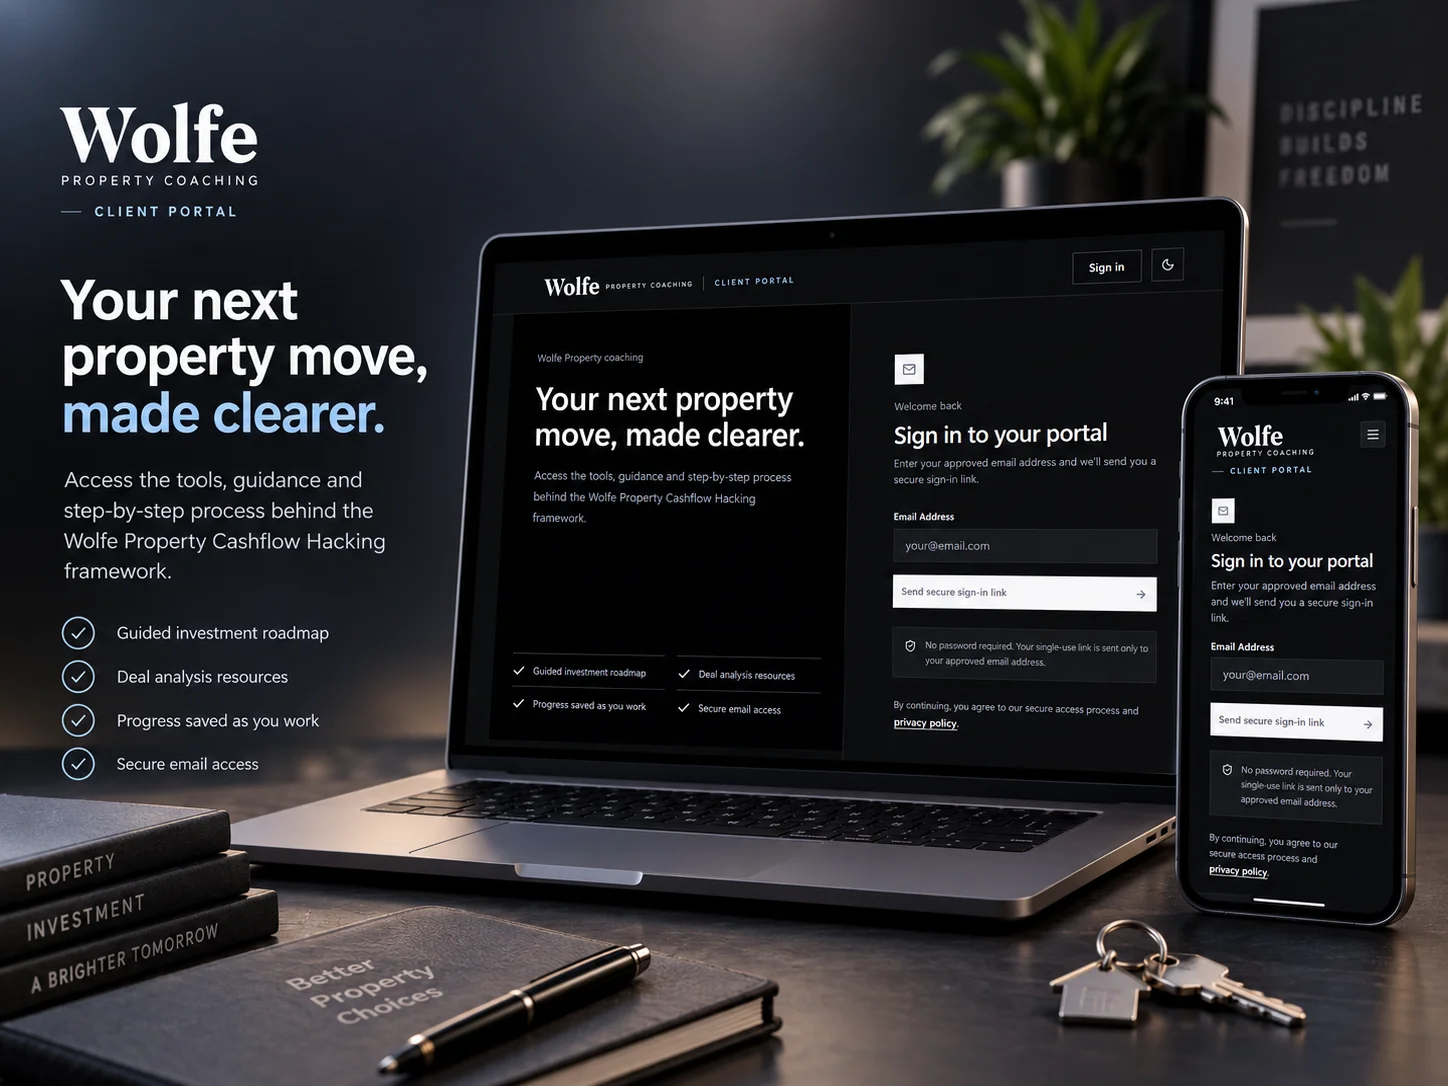 Wolfe
PROPERTY COACHING
CLIENT PORTAL
Your next
property move,
made clearer.
Access the tools, guidance and
step-by-step process behind the
Wolfe Property Cashflow Hacking
framework.
Guided investment roadmap
Deal analysis resources
Progress saved as you work
Secure email access
DISCIPLINE
BUILDS
FREEDOM
Wolfe PROPERTY COACHING CLIENT PORTAL
Sign in
Wolfe Property coaching
Your next property
move, made clearer.
Access the tools, guidance and step-by-step process
behind the Wolfe Property Cashflow Hacking
framework.
Guided investment roadmap
Deal analysis resources
Progress saved as you work
Secure email access
Welcome back
Sign in to your portal
Enter your approved email address and we'll send you a
secure sign-in link.
Email Address
your@email.com
Send secure sign-in link
No password required. Your single-use link is sent only to
your approved email address.
By continuing, you agree to our secure access process and
privacy policy.
9:41
Wolfe
PROPERTY COACHING
CLIENT PORTAL
Welcome back
Sign in to your portal
Enter your approved email address
and we'll send you a secure sign-in
link.
Email Address
your@email.com
Send secure sign-in link
No password required. Your
single-use link is sent only to your
approved email address.
By continuing, you agree to our
secure access process and
privacy policy.
PROPERTY
INVESTMENT
A BRIGHTER TOMORROW
Better
Property
Choices